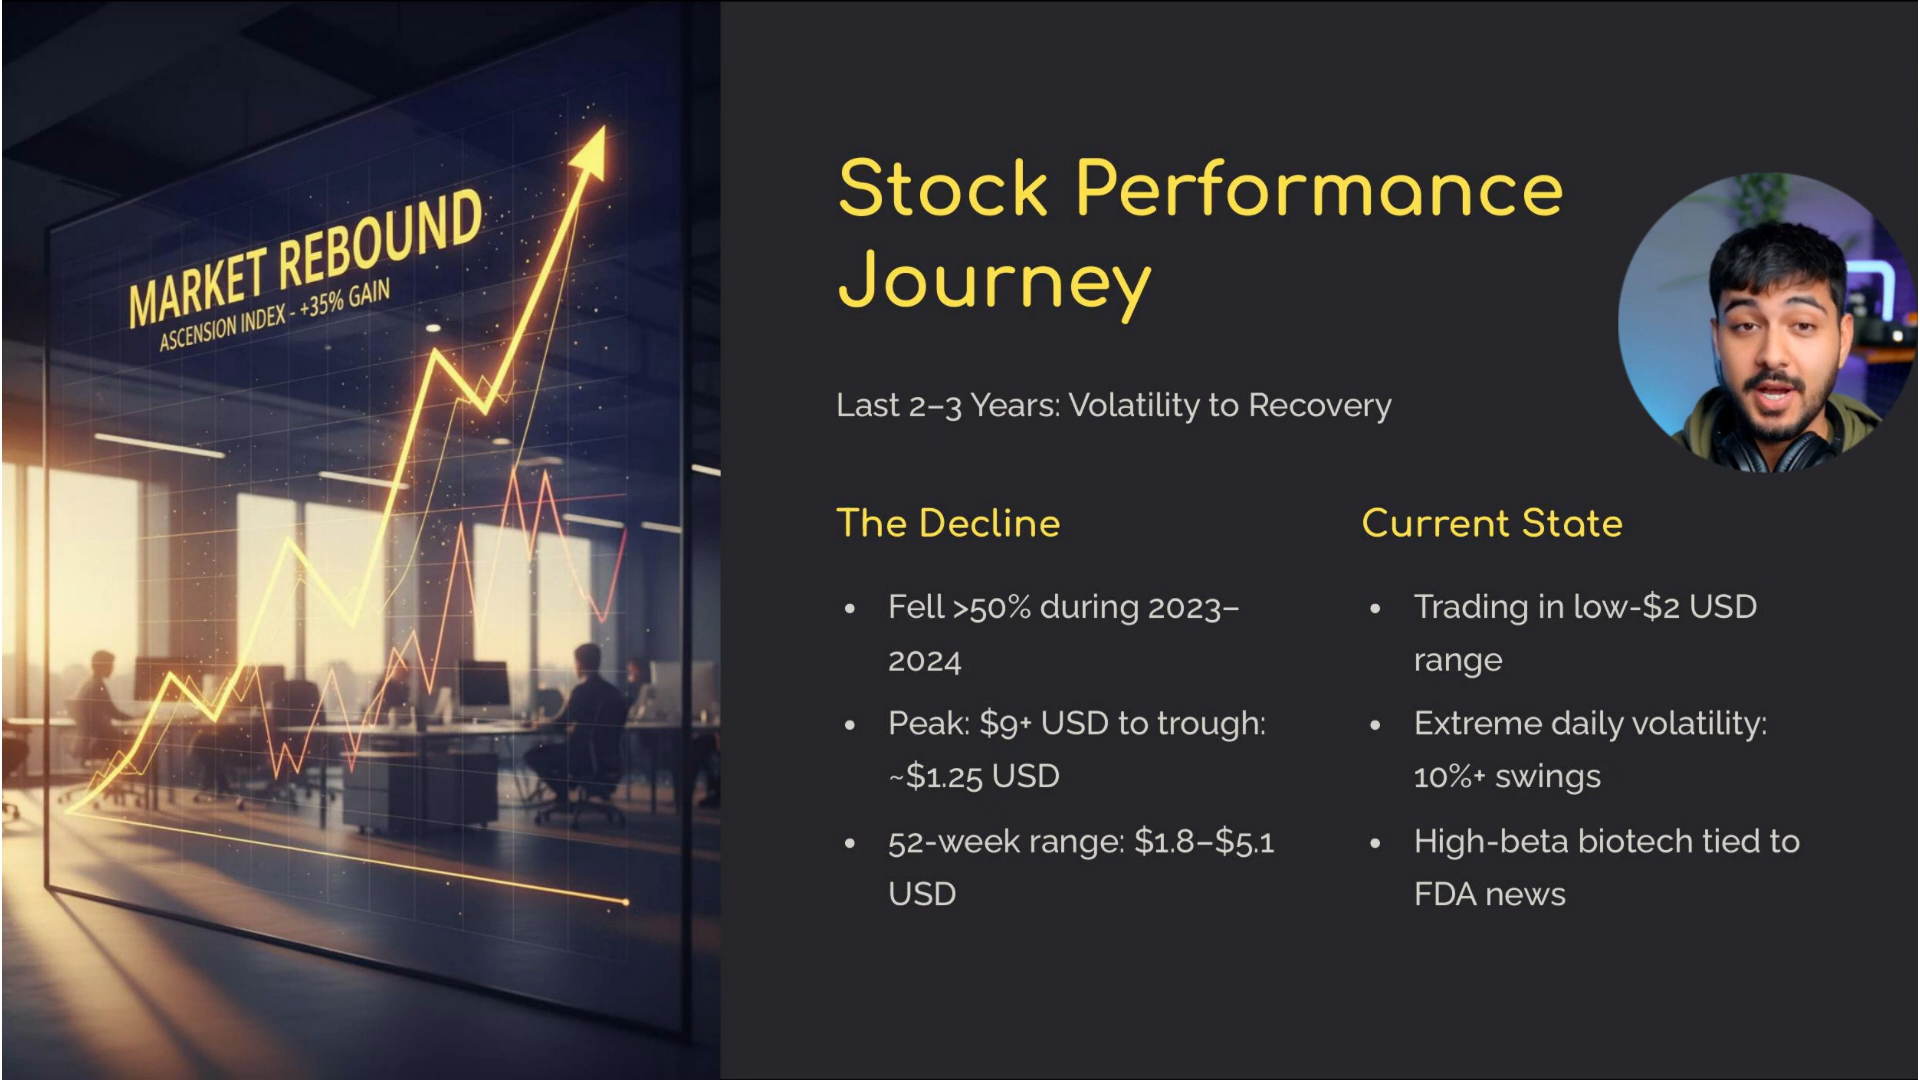 MARKET REBOUND
ASCENSION INDEX - +35% GAIN
Stock Performance
Journey
Last 2–3 Years: Volatility to Recovery
The Decline
• Fell >50% during 2023–
2024
• Peak: $9+ USD to trough:
~$1.25 USD
• 52-week range: $1.8–$5.1
USD
Current State
• Trading in low-$2 USD
range
• Extreme daily volatility:
10%+ swings
• High-beta biotech tied to
FDA news